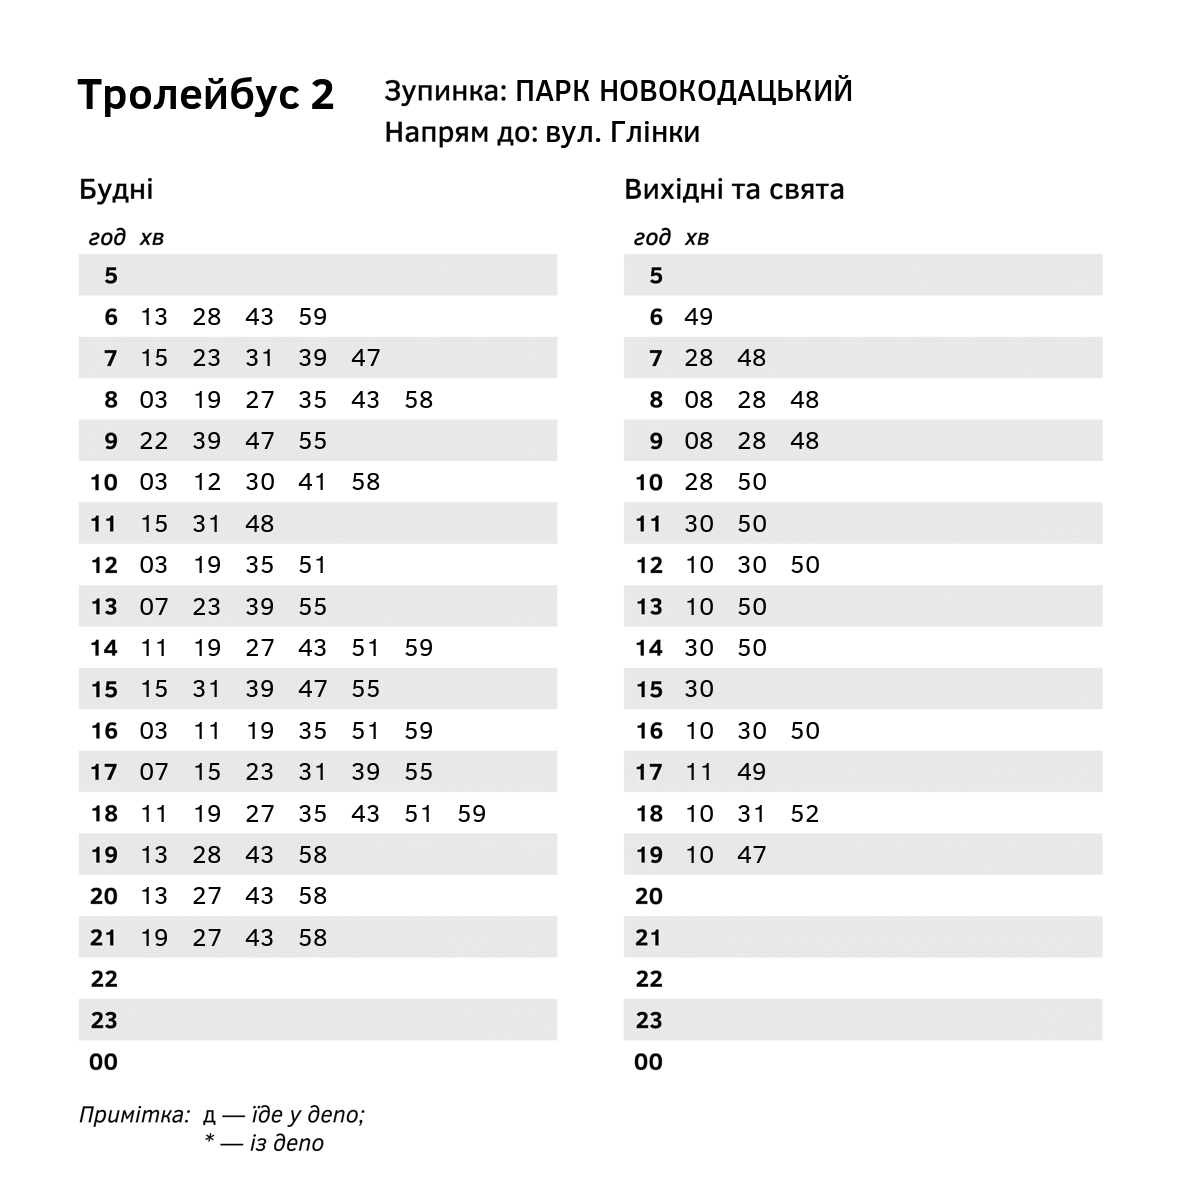 Тролейбус 2
Зупинка: ПАРК НОВОКОДАЦЬКИЙ
Напрям до: вул. Глінки
Будні
год хв
5
6 13 28 43 59
7 15 23 31 39 47
8 03 19 27 35 43 58
9 22 39 47 55
10 03 12 30 41 58
11 15 31 48
12 03 19 35 51
13 07 23 39 55
14 11 19 27 43 51 59
15 15 31 39 47 55
16 03 11 19 35 51 59
17 07 15 23 31 39 55
18 11 19 27 35 43 51 59
19 13 28 43 58
20 13 27 43 58
21 19 27 43 58
22
23
00
Вихідні та свята
год хв
5
6 49
7 28 48
8 08 28 48
9 08 28 48
10 28 50
11 30 50
12 10 30 50
13 10 50
14 30 50
15 30
16 10 30 50
17 11 49
18 10 31 52
19 10 47
20
21
22
23
00
Примітка: д — їде у депо;
* — із депо